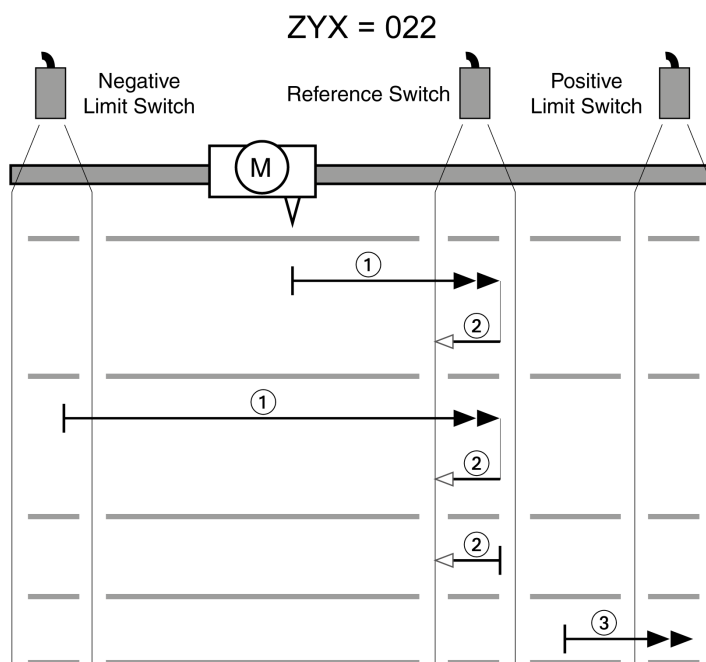 ZYX = 022
Negative
Limit Switch
Reference Switch
Positive
Limit Switch
M
1
2
1
2
2
3